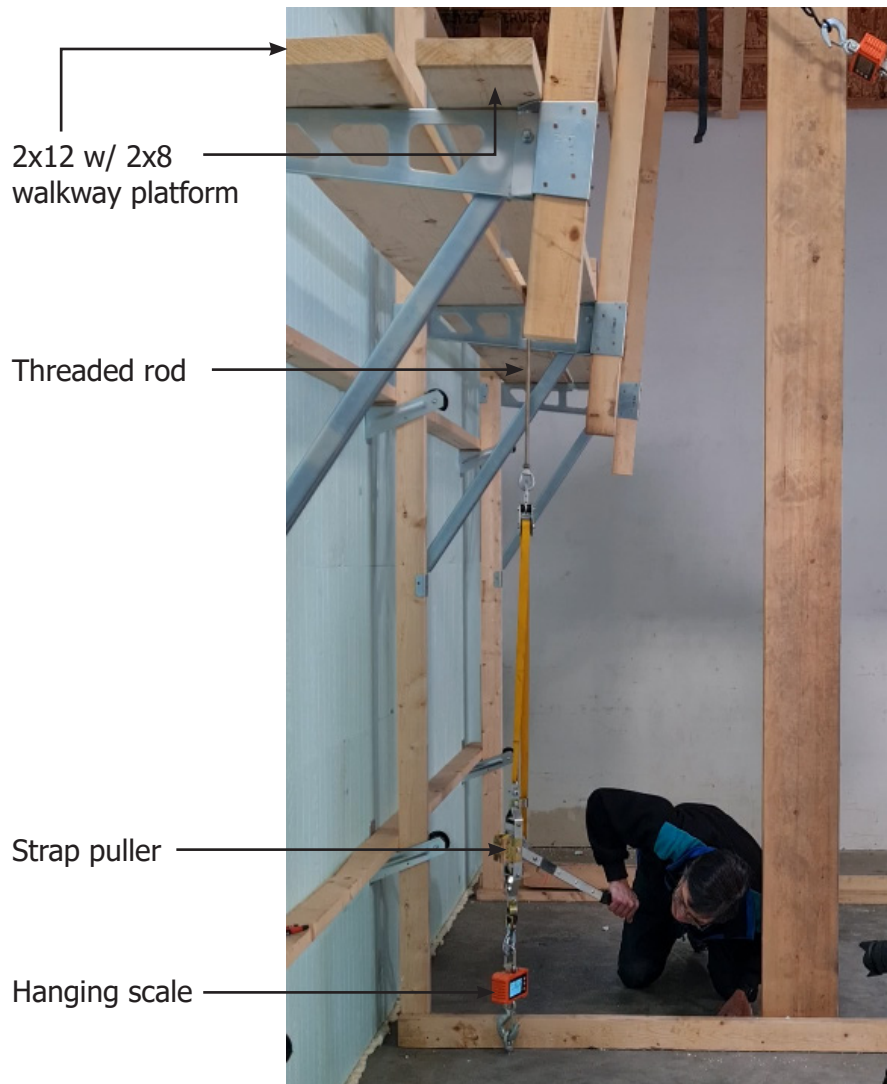 2x12 w/ 2x8
walkway platform
Threaded rod
Strap puller
Hanging scale